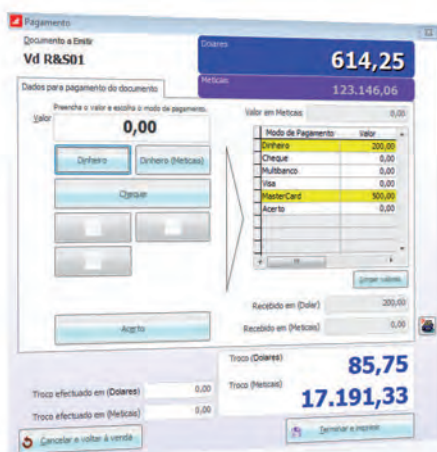 Pagamento
Documento a Emitir
Vd R&S01
Dolares
614,25
Meticais
123.146,06
Dados para pagamento do documento
Preencha o valor e escolha o modo de pagamento.
Valor
0,00
Dinheiro
Dinheiro (Meticais)
Cheque
Acerto
Valor em Meticais
0,00
Modo de Pagamento Valor
Dinheiro 200,00
Cheque 0,00
Multibanco 0,00
Visa 0,00
MasterCard 500,00
Acerto 0,00
Limpar valores
Recebido em (Dolar) 200,00
Recebido em (Meticais) 0,00
Troco (Dolares)
85,75
Troco (Meticais)
17.191,33
Troco efectuado em (Dolares) 0,00
Troco efectuado em (Meticais) 0,00
Cancelar e voltar à venda
Terminar e imprimir